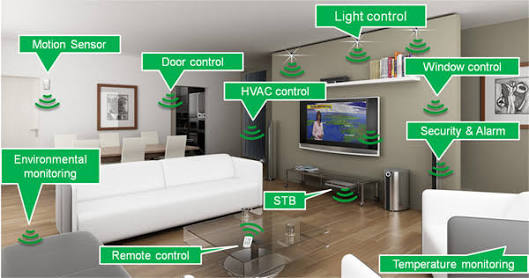 Light control
Motion Sensor
Door control
Window control
HVAC control
Security & Alarm
Environmental
monitoring
STB
Remote control
Temperature monitoring